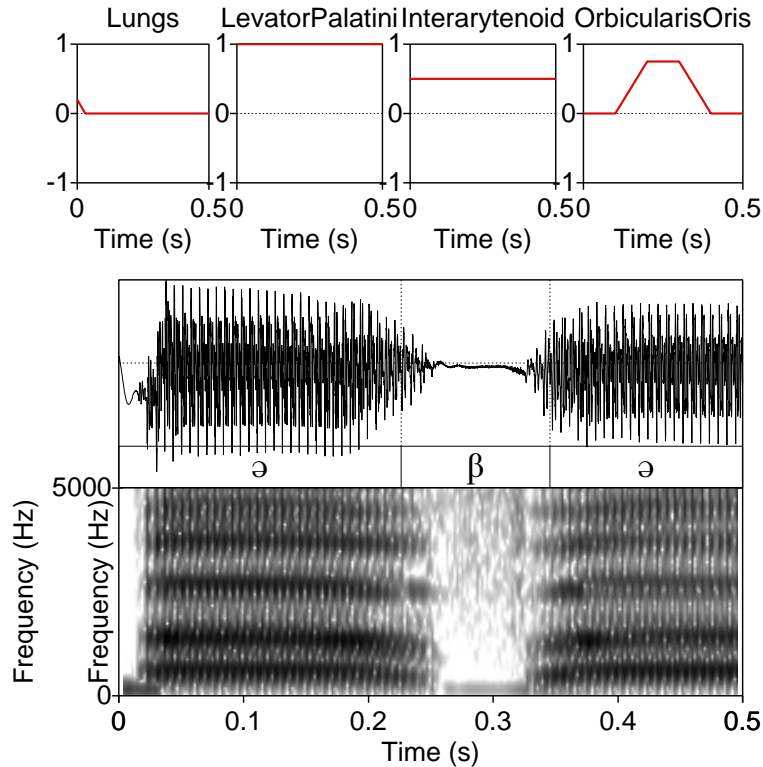 Lungs LevatorPalatini Interarytenoid OrbicularisOris
1 1 1 1
0 0 0 0
-1 -1 -1 -1
0 0.5 0 0.5 0 0.5 0 0.5
Time (s) Time (s) Time (s) Time (s)
ə β ə
5000
Frequency (Hz) Frequency (Hz)
0
0 0.1 0.2 0.3 0.4 0.5
Time (s)